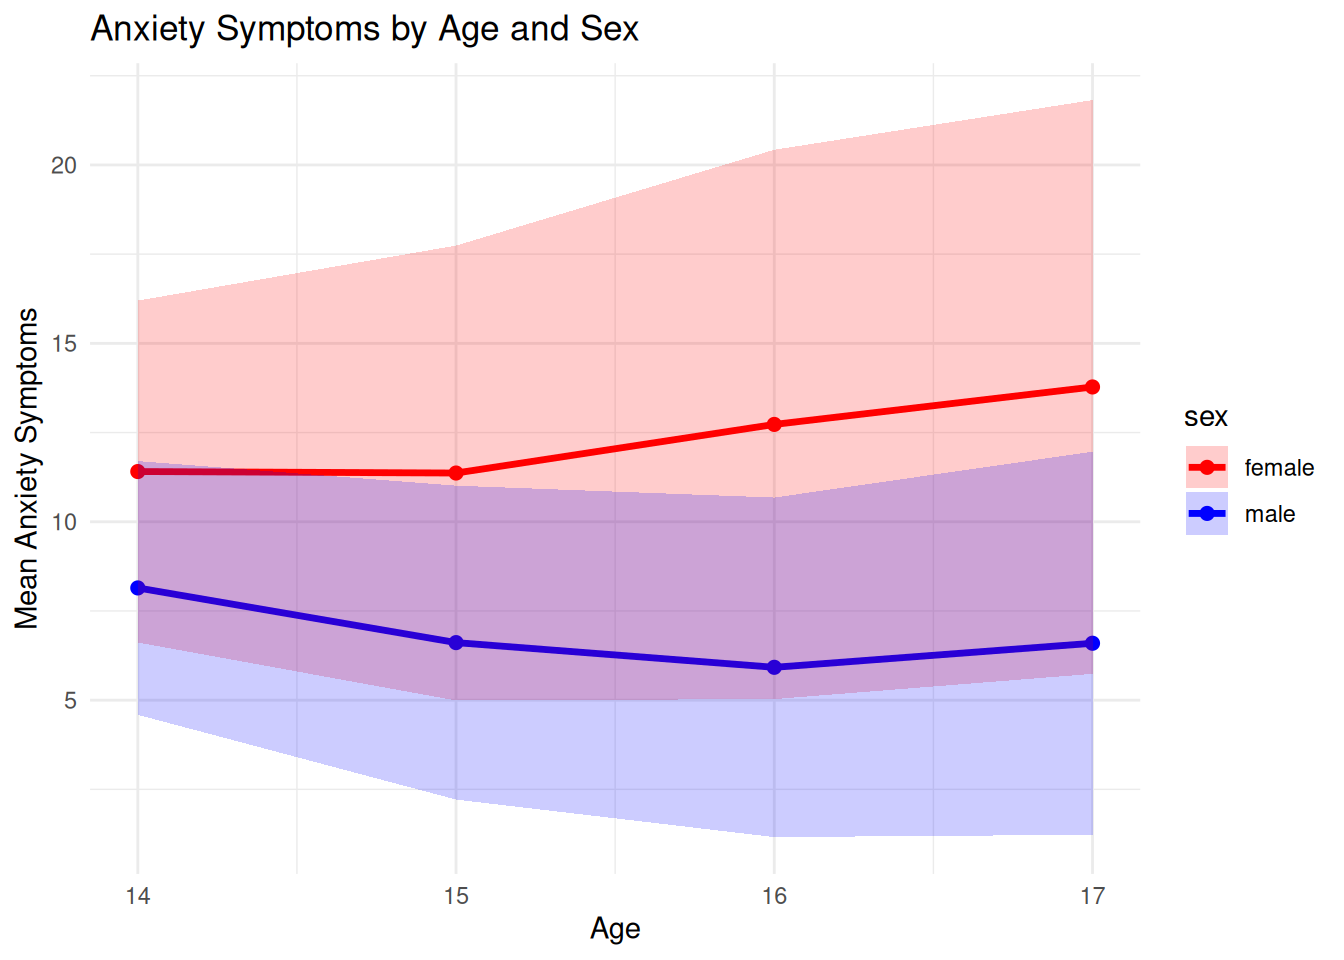 Anxiety Symptoms by Age and Sex
Mean Anxiety Symptoms
20
15
10
5
14 15 16 17
Age
sex
female
male